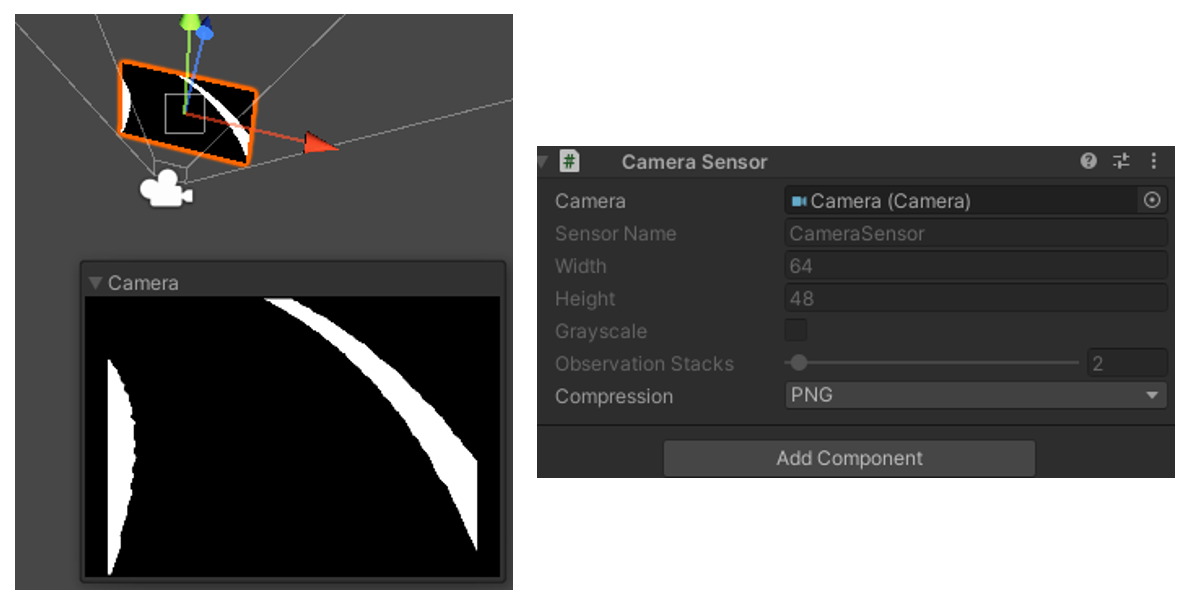 Camera
# Camera Sensor
Camera Camera (Camera)
Sensor Name CameraSensor
Width 64
Height 48
Grayscale
Observation Stacks 2
Compression PNG
Add Component